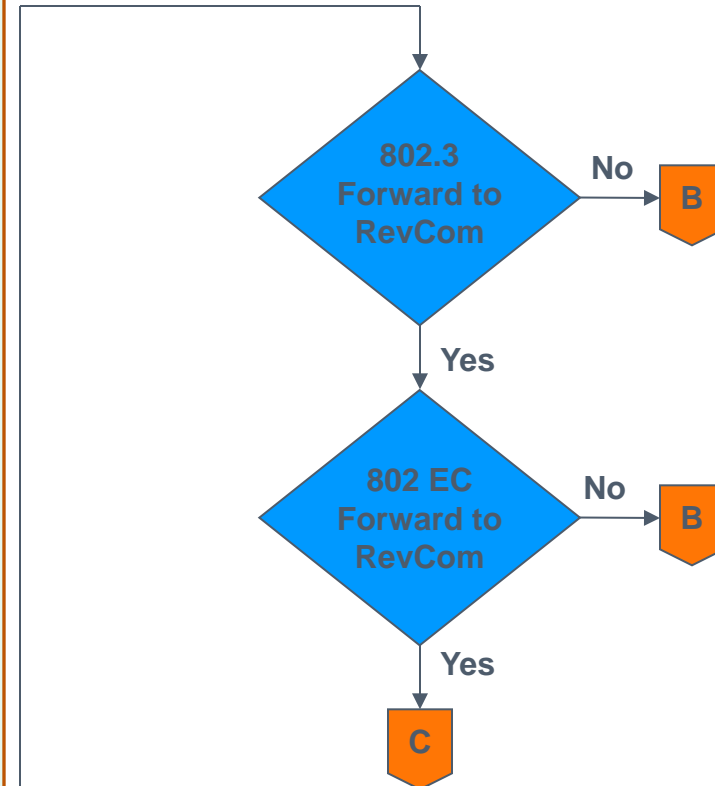 802.3
Forward to
RevCom
No
B
Yes
802 EC
Forward to
RevCom
No
B
Yes
C